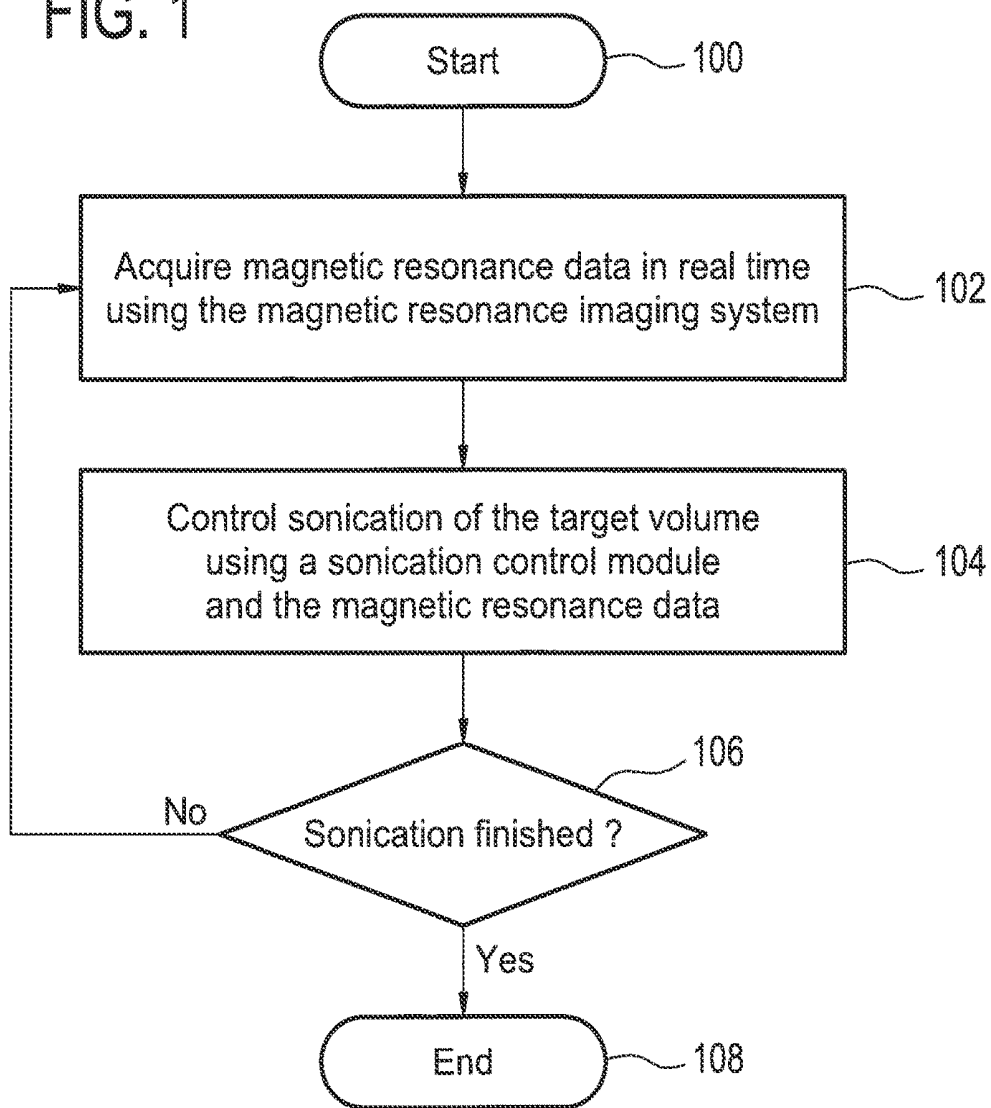 FIG. 1
Start
100
Acquire magnetic resonance data in real time
using the magnetic resonance imaging system
102
Control sonication of the target volume
using a sonication control module
and the magnetic resonance data
104
106
Sonication finished ?
No
Yes
End
108